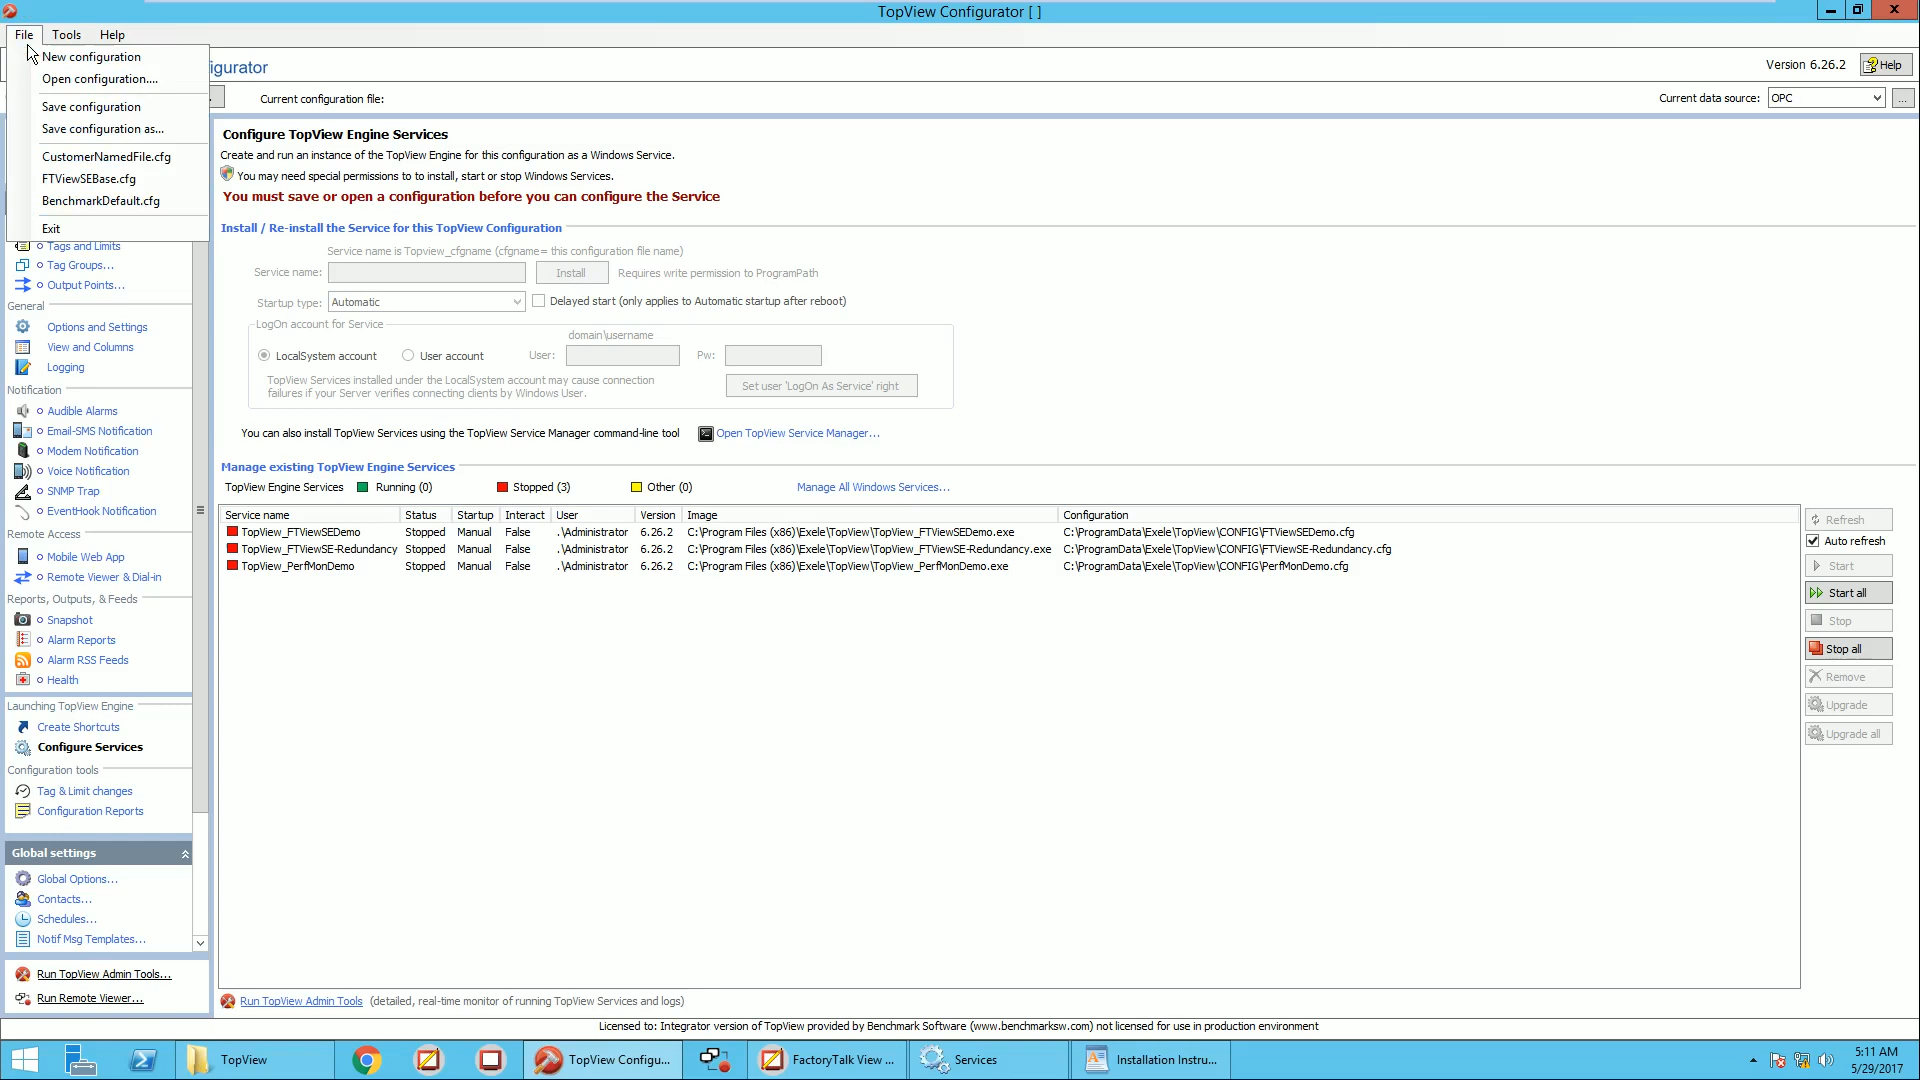 TopView Configurator [ ]
File Tools Help
New configuration
Open configuration....
Save configuration
Save configuration as...
CustomerNamedFile.cfg
FTViewSEBase.cfg
BenchmarkDefault.cfg
Exit
igurator
Version 6.26.2 Help
Current configuration file:
Current data source: OPC ...
Configure TopView Engine Services
Create and run an instance of the TopView Engine for this configuration as a Windows Service.
You may need special permissions to to install, start or stop Windows Services.
You must save or open a configuration before you can configure the Service
Install / Re-install the Service for this TopView Configuration
Service name is Topview_cfgname (cfgname= this configuration file name)
Service name: Install Requires write permission to ProgramPath
Startup type: Automatic Delayed start (only applies to Automatic startup after reboot)
LogOn account for Service
domain\username
LocalSystem account User account User: Pw:
TopView Services installed under the LocalSystem account may cause connection
failures if your Server verifies connecting clients by Windows User.
Set user 'LogOn As Service' right
You can also install TopView Services using the TopView Service Manager command-line tool Open TopView Service Manager...
Manage existing TopView Engine Services
TopView Engine Services Running (0) Stopped (3) Other (0) Manage All Windows Services...
Service name Status Startup Interact User Version Image Configuration
TopView_FTViewSEDemo Stopped Manual False .\Administrator 6.26.2 C:\Program Files (x86)\Exele\TopView\TopView_FTViewSEDemo.exe C:\ProgramData\Exele\TopView\CONFIG\FTViewSEDemo.cfg
TopView_FTViewSE-Redundancy Stopped Manual False .\Administrator 6.26.2 C:\Program Files (x86)\Exele\TopView\TopView_FTViewSE-Redundancy.exe C:\ProgramData\Exele\TopView\CONFIG\FTViewSE-Redundancy.cfg
TopView_PerfMonDemo Stopped Manual False .\Administrator 6.26.2 C:\Program Files (x86)\Exele\TopView\TopView_PerfMonDemo.exe C:\ProgramData\Exele\TopView\CONFIG\PerfMonDemo.cfg
Refresh
Auto refresh
Start
Start all
Stop
Stop all
Remove
Upgrade
Upgrade all
Tags and Limits
Tag Groups...
Output Points...
General
Options and Settings
View and Columns
Logging
Notification
Audible Alarms
Email-SMS Notification
Modem Notification
Voice Notification
SNMP Trap
EventHook Notification
Remote Access
Mobile Web App
Remote Viewer & Dial-in
Reports, Outputs, & Feeds
Snapshot
Alarm Reports
Alarm RSS Feeds
Health
Launching TopView Engine
Create Shortcuts
Configure Services
Configuration tools
Tag & Limit changes
Configuration Reports
Global settings
Global Options...
Contacts...
Schedules...
Notif Msg Templates...
Run TopView Admin Tools...
Run Remote Viewer...
Run TopView Admin Tools (detailed, real-time monitor of running TopView Services and logs)
Licensed to: Integrator version of TopView provided by Benchmark Software (www.benchmarksw.com) not licensed for use in production environment
TopView TopView Configu... FactoryTalk View ... Services Installation Instru...
5:11 AM
5/29/2017